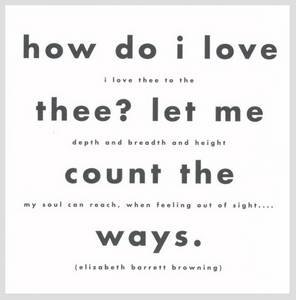 how do i love
i love thee to the
thee? let me
depth and breadth and height
count the
my soul can reach, when feeling out of sight....
ways.
(elizabeth barrett browning)